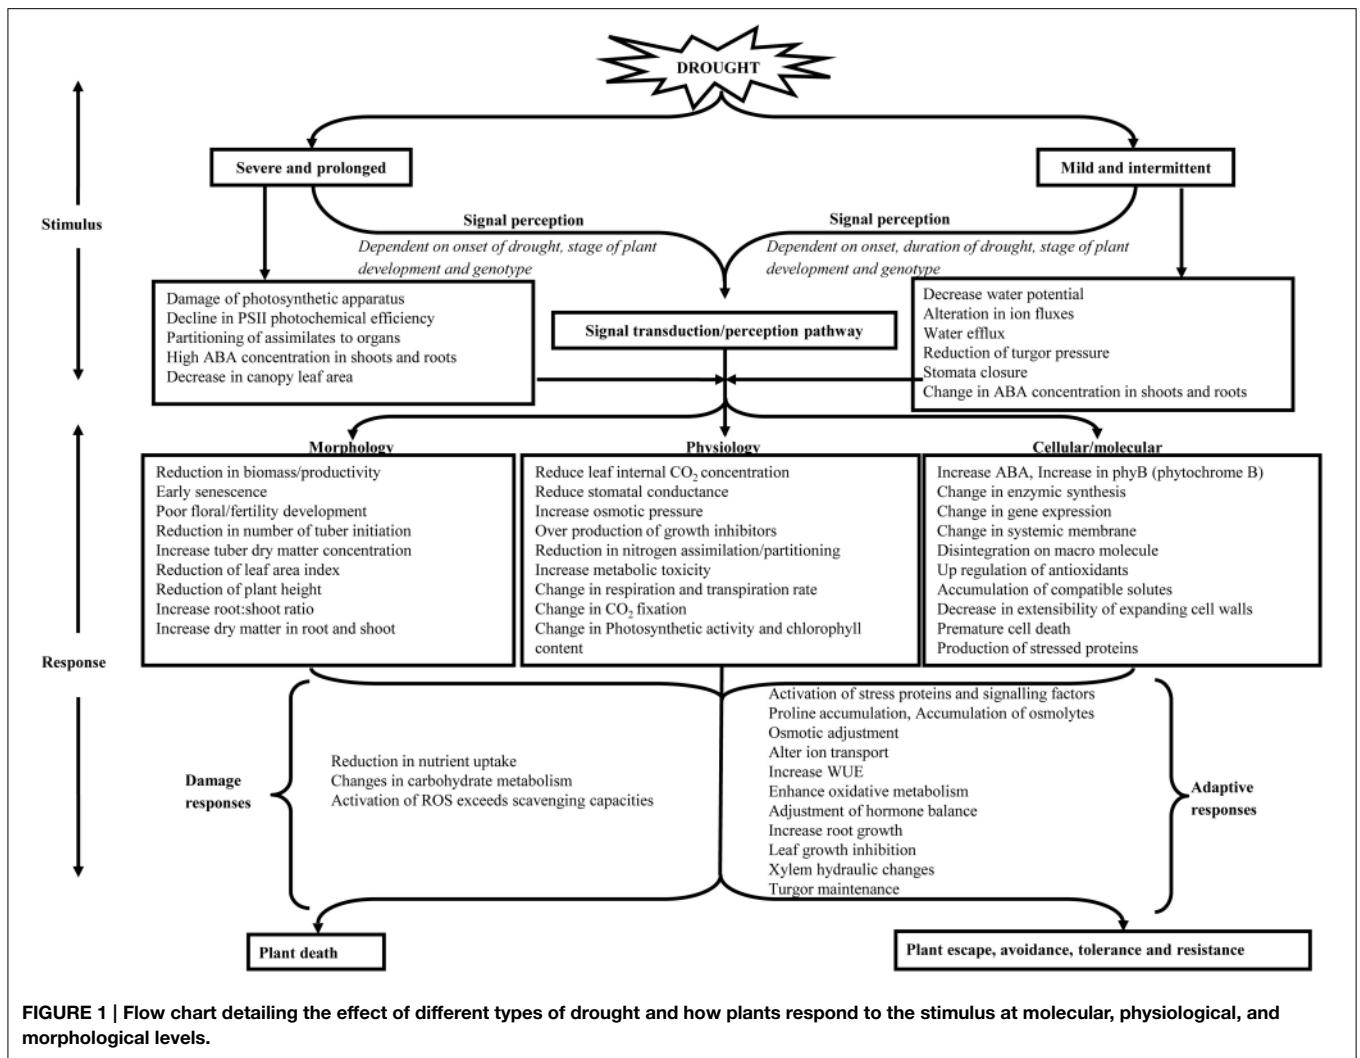 DROUGHT
Severe and prolonged
Mild and intermittent
Stimulus
Signal perception
Dependent on onset of drought, stage of plant
development and genotype
Signal perception
Dependent on onset, duration of drought, stage of plant
development and genotype
Damage of photosynthetic apparatus
Decline in PSII photochemical efficiency
Partitioning of assimilates to organs
High ABA concentration in shoots and roots
Decrease in canopy leaf area
Signal transduction/perception pathway
Decrease water potential
Alteration in ion fluxes
Water efflux
Reduction of turgor pressure
Stomata closure
Change in ABA concentration in shoots and roots
Response
Morphology
Reduction in biomass/productivity
Early senescence
Poor floral/fertility development
Reduction in number of tuber initiation
Increase tuber dry matter concentration
Reduction of leaf area index
Reduction of plant height
Increase root:shoot ratio
Increase dry matter in root and shoot
Physiology
Reduce leaf internal CO₂ concentration
Reduce stomatal conductance
Increase osmotic pressure
Over production of growth inhibitors
Reduction in nitrogen assimilation/partitioning
Increase metabolic toxicity
Change in respiration and transpiration rate
Change in CO₂ fixation
Change in Photosynthetic activity and chlorophyll
content
Cellular/molecular
Increase ABA, Increase in phyB (phytochrome B)
Change in enzymic synthesis
Change in gene expression
Change in systemic membrane
Disintegration on macro molecule
Up regulation of antioxidants
Accumulation of compatible solutes
Decrease in extensibility of expanding cell walls
Premature cell death
Production of stressed proteins
Damage
responses
Reduction in nutrient uptake
Changes in carbohydrate metabolism
Activation of ROS exceeds scavenging capacities
Activation of stress proteins and signalling factors
Proline accumulation, Accumulation of osmolytes
Osmotic adjustment
Alter ion transport
Increase WUE
Enhance oxidative metabolism
Adjustment of hormone balance
Increase root growth
Leaf growth inhibition
Xylem hydraulic changes
Turgor maintenance
Adaptive
responses
Plant death
Plant escape, avoidance, tolerance and resistance
FIGURE 1 | Flow chart detailing the effect of different types of drought and how plants respond to the stimulus at molecular, physiological, and
morphological levels.